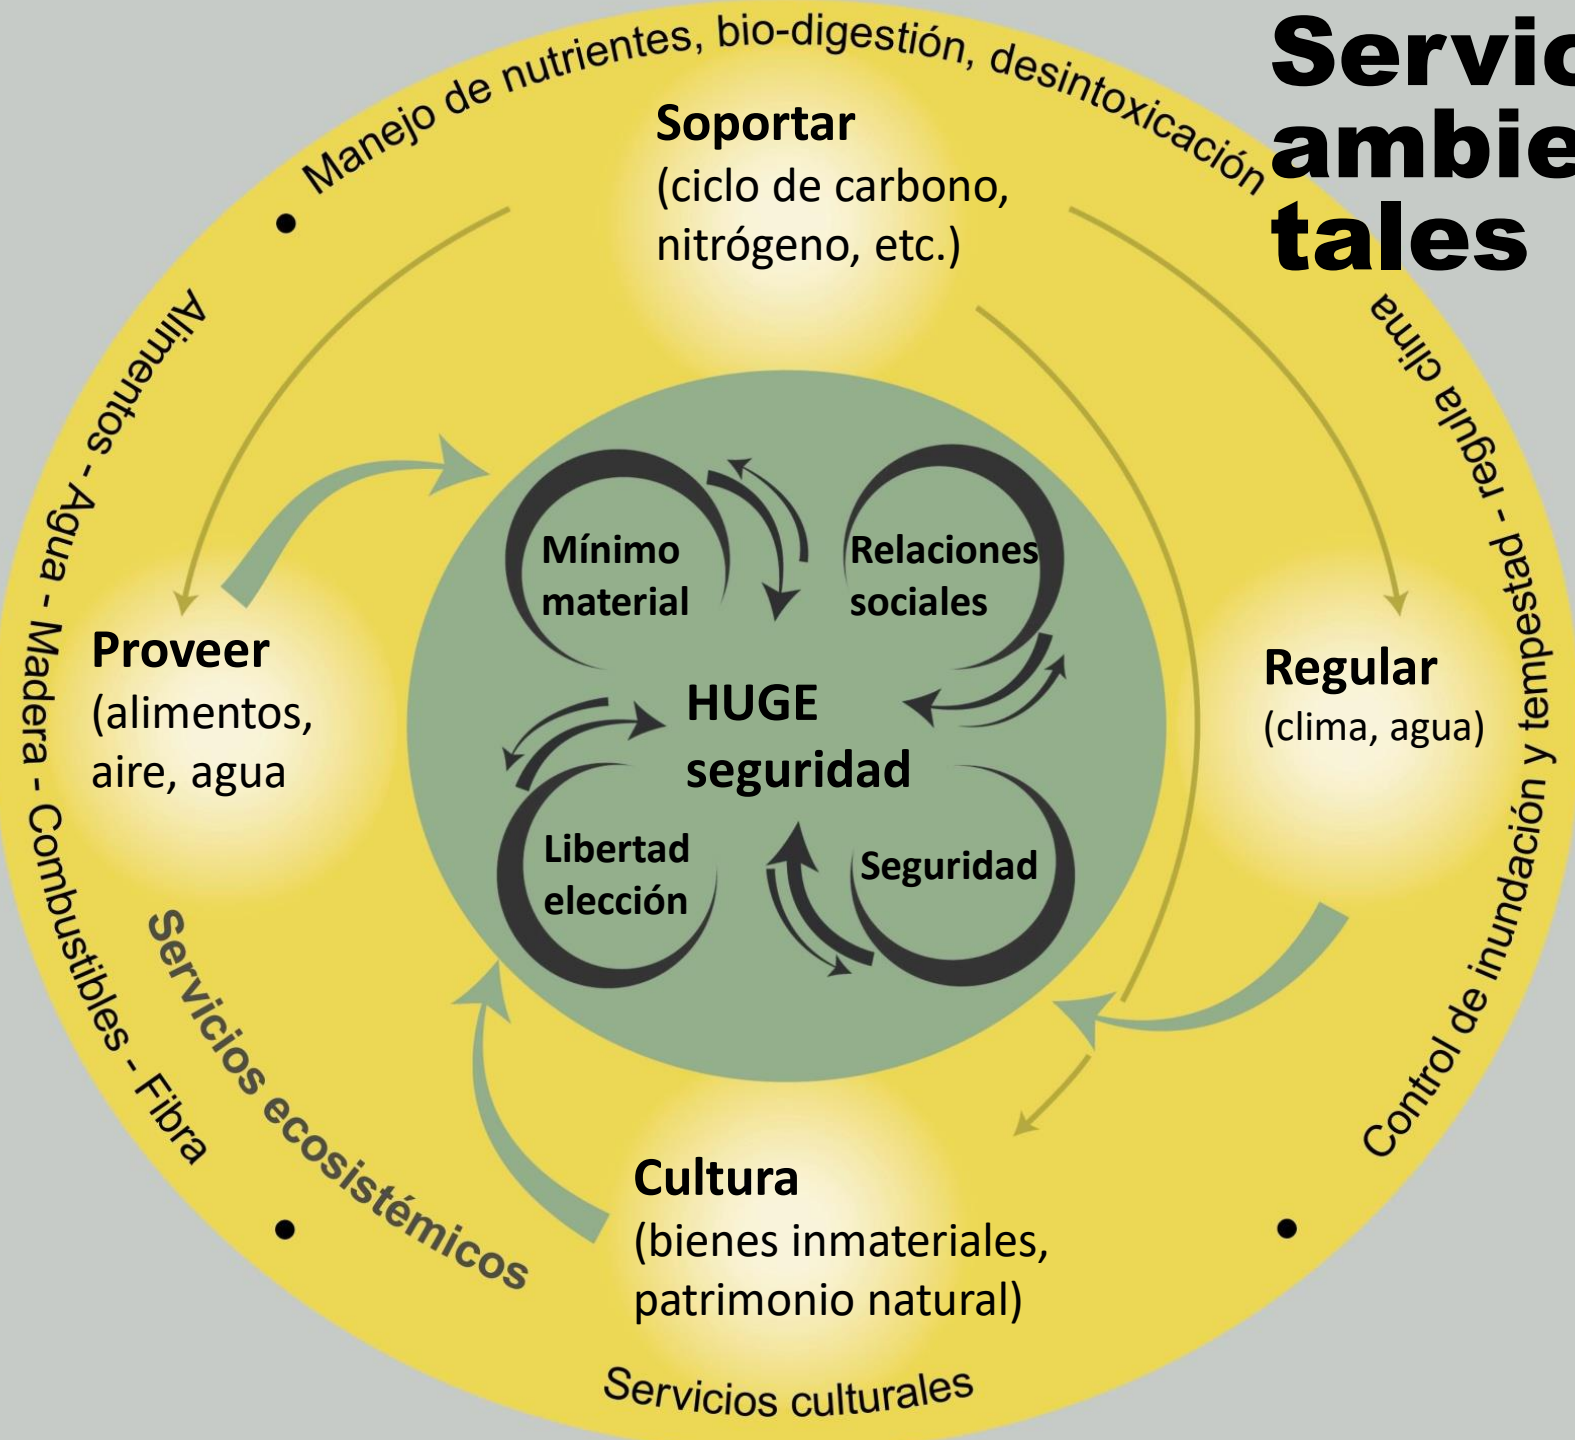 Servic
ambie
tales
Manejo de nutrientes, bio-digestión, desintoxicación
Soportar
(ciclo de carbono,
nitrógeno, etc.)
Alimentos - Agua - Madera - Combustibles - Fibra
Proveer
(alimentos,
aire, agua
Mínimo
material
Relaciones
sociales
HUGE
seguridad
Libertad
elección
Seguridad
Regular
(clima, agua)
Control de inundación y tempestad - regula clima
Servicios ecosistémicos
Cultura
(bienes inmateriales,
patrimonio natural)
Servicios culturales